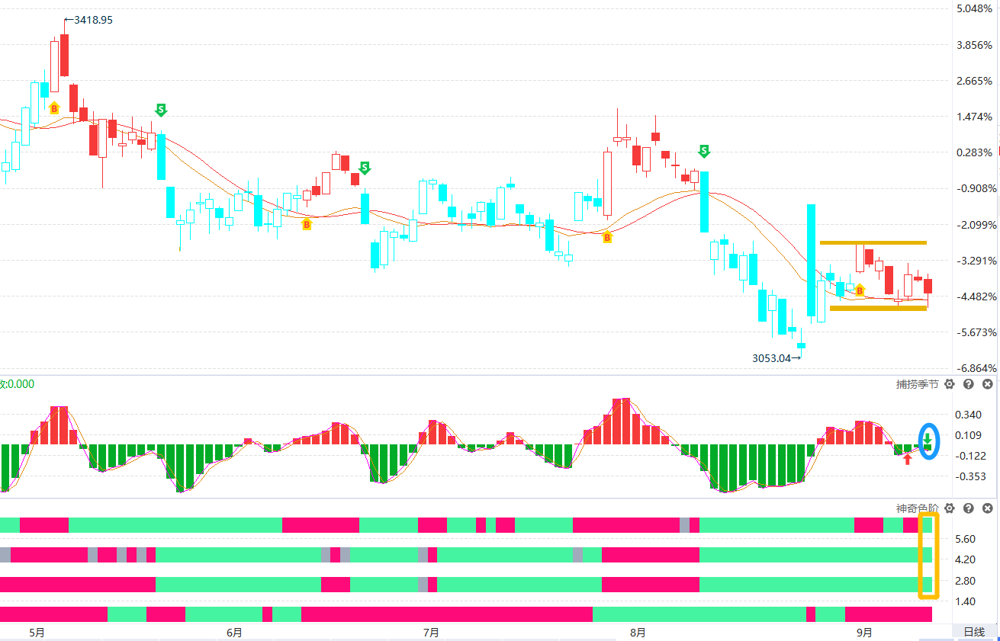 5.048%
←3418.95
3.856%
2.665%
B
S
1.474%
0.283%
S
S
-0.908%
B
-2.099%
B
-3.291%
B
-4.482%
-5.673%
3053.04→
-6.864%
数:0.000
捕捞季节
0.340
0.109
-0.122
-0.353
神奇色阶
5.60
4.20
2.80
1.40
5月 6月 7月 8月 9月 日线